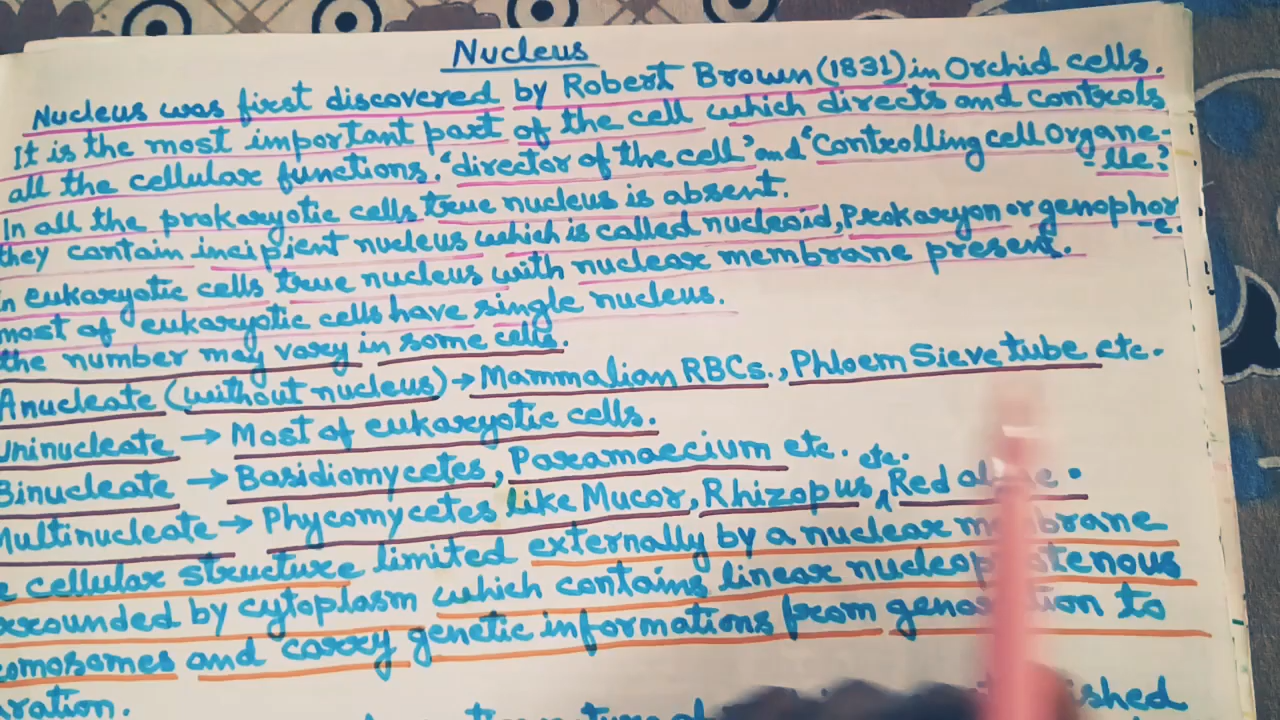 Nucleus
Nucleus was first discovered by Robert Brown (1831) in Orchid cells.
It is the most important part of the cell which directs and controls
all the cellular functions. "director of the cell" and "Controlling cell Organe-
-lle?
In all the prokaryotic cells true nucleus is absent.
they contain incipient nucleus which is called nucleoid, Prokaryon or genophor
-e.
In eukaryotic cells true nucleus with nuclear membrane present.
most of eukaryotic cells have single nucleus.
the number may vary in some cells.
Anucleate (without nucleus) → Mammalian RBCs., Phloem Sieve tube etc.
Uninucleate → Most of eukaryotic cells.
Binucleate → Basidiomycetes, Paramaecium etc.
Multinucleate → Phycomycetes like Mucor, Rhizopus, etc. Red
cellular structure limited externally by a nuclear
by cytoplasm which contains linear
and carry genetic informations from to